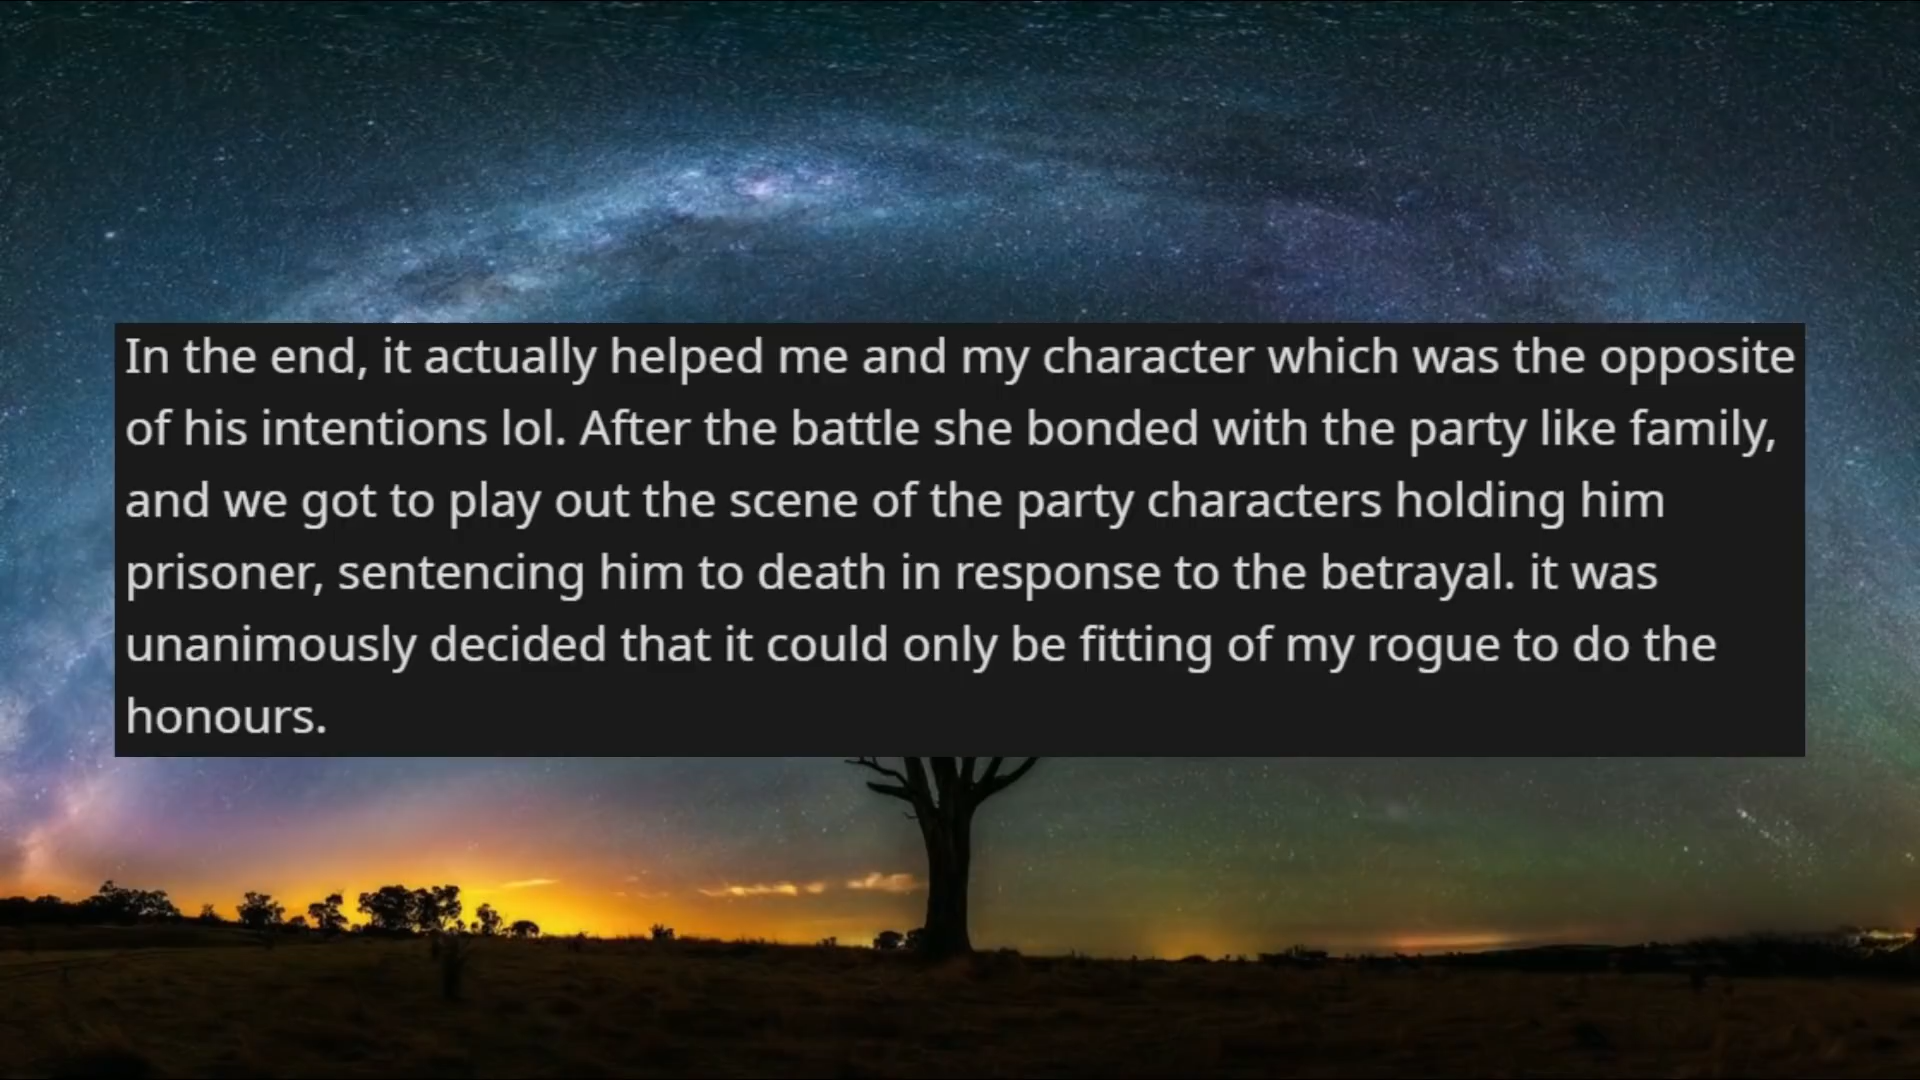 In the end, it actually helped me and my character which was the opposite
of his intentions lol. After the battle she bonded with the party like family,
and we got to play out the scene of the party characters holding him
prisoner, sentencing him to death in response to the betrayal. it was
unanimously decided that it could only be fitting of my rogue to do the
honours.